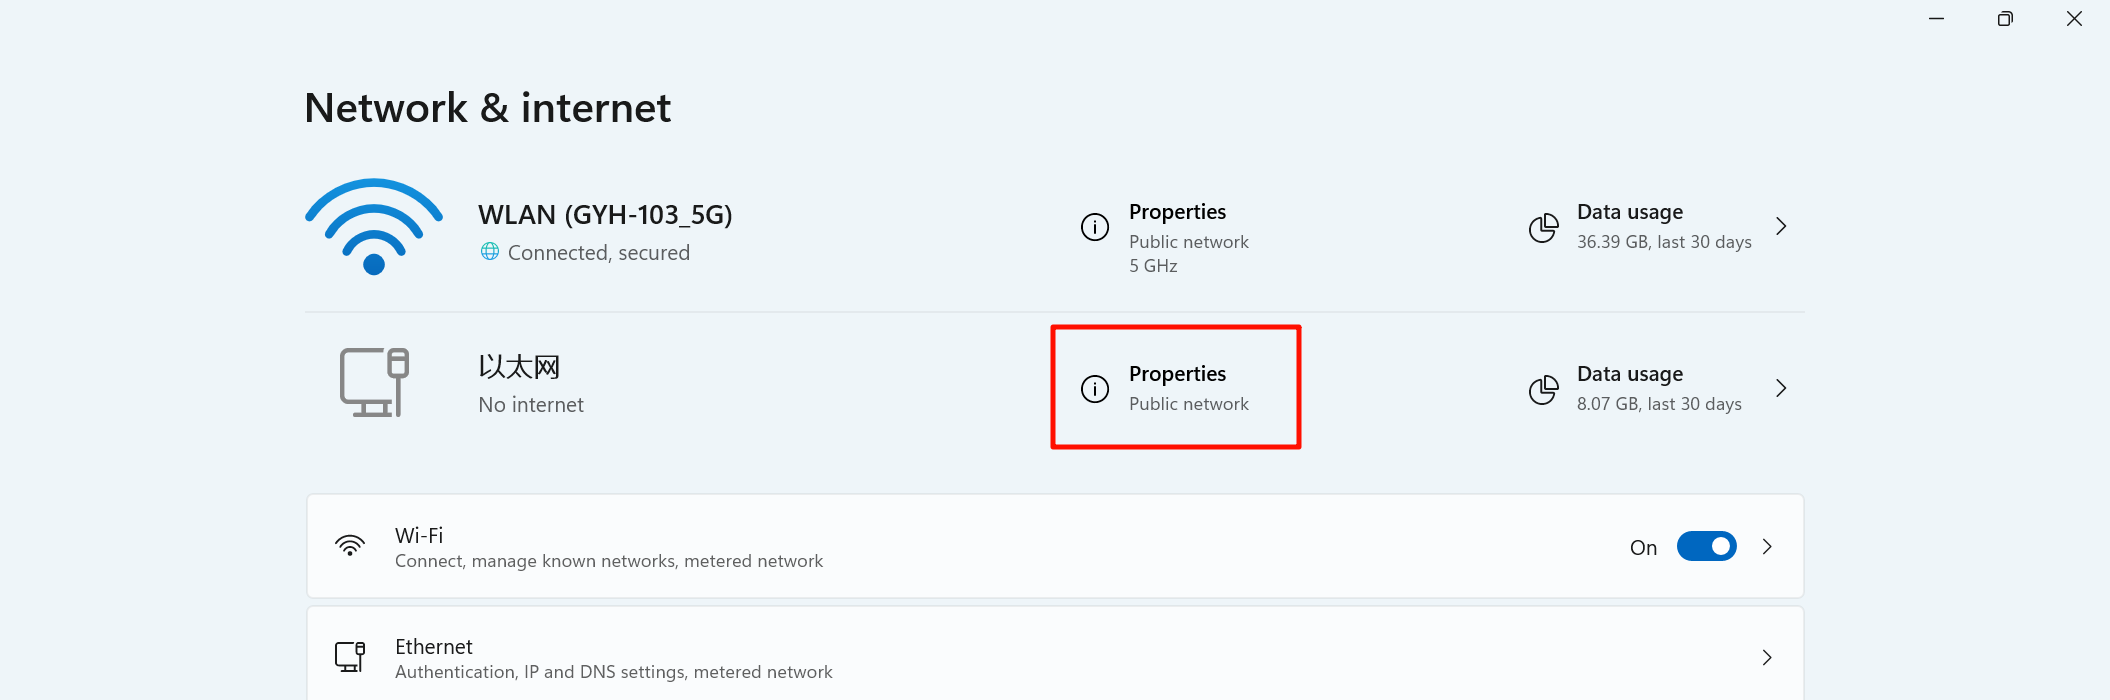 Network & internet
WLAN (GYH-103_5G)
Connected, secured
Properties
Public network
5 GHz
Data usage
36.39 GB, last 30 days
以太网
No internet
Properties
Public network
Data usage
8.07 GB, last 30 days
Wi-Fi
Connect, manage known networks, metered network
On
Ethernet
Authentication, IP and DNS settings, metered network